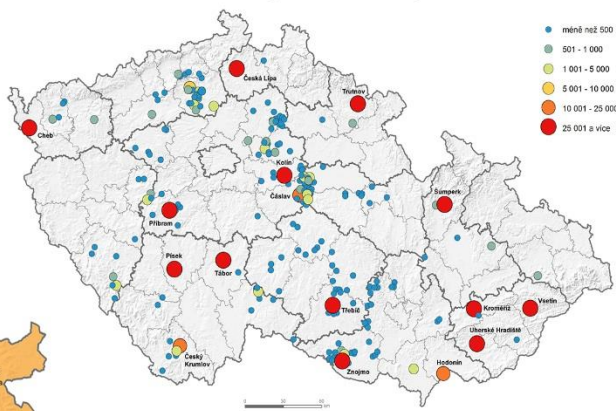 méně než 500
501 - 1 000
1 001 - 5 000
5 001 - 10 000
10 001 - 25 000
25 001 a více
Česká Lípa
Trutnov
Cheb
Kolín
Čáslav
Šumperk
Příbram
Písek
Tábor
Třebíč
Kroměříž
Vsetín
Uherské Hradiště
Český
Krumlov
Znojmo
Hodonín
0